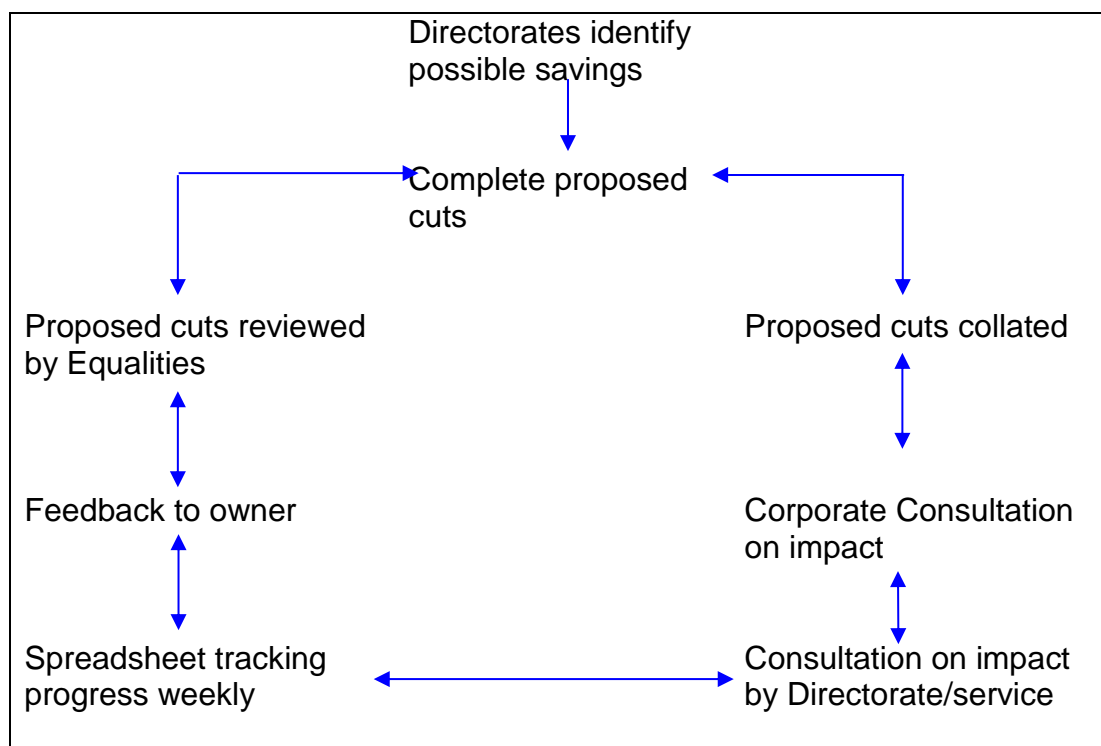 Directorates identify
possible savings
Complete proposed
cuts
Proposed cuts reviewed
by Equalities
Proposed cuts collated
Feedback to owner
Corporate Consultation
on impact
Spreadsheet tracking
progress weekly
Consultation on impact
by Directorate/service